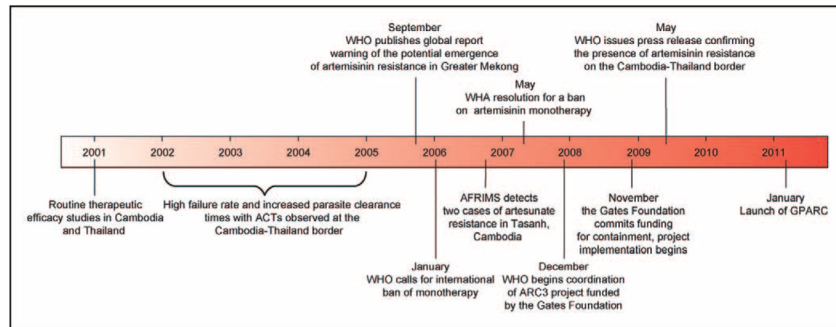 September
WHO publishes global report
warning of the potential emergence
of artemisinin resistance in Greater Mekong
May
WHA resolution for a ban
on artemisinin monotherapy
May
WHO issues press release confirming
the presence of artemisinin resistance
on the Cambodia-Thailand border
2001 2002 2003 2004 2005 2006 2007 2008 2009 2010 2011
Routine therapeutic
efficacy studies in Cambodia
and Thailand
High failure rate and increased parasite clearance
times with ACTs observed at the
Cambodia-Thailand border
January
WHO calls for international
ban of monotherapy
AFRIMS detects
two cases of artesunate
resistance in Tasanh,
Cambodia
December
WHO begins coordination
of ARC3 project funded
by the Gates Foundation
November
the Gates Foundation
commits funding
for containment, project
implementation begins
January
Launch of GPARC